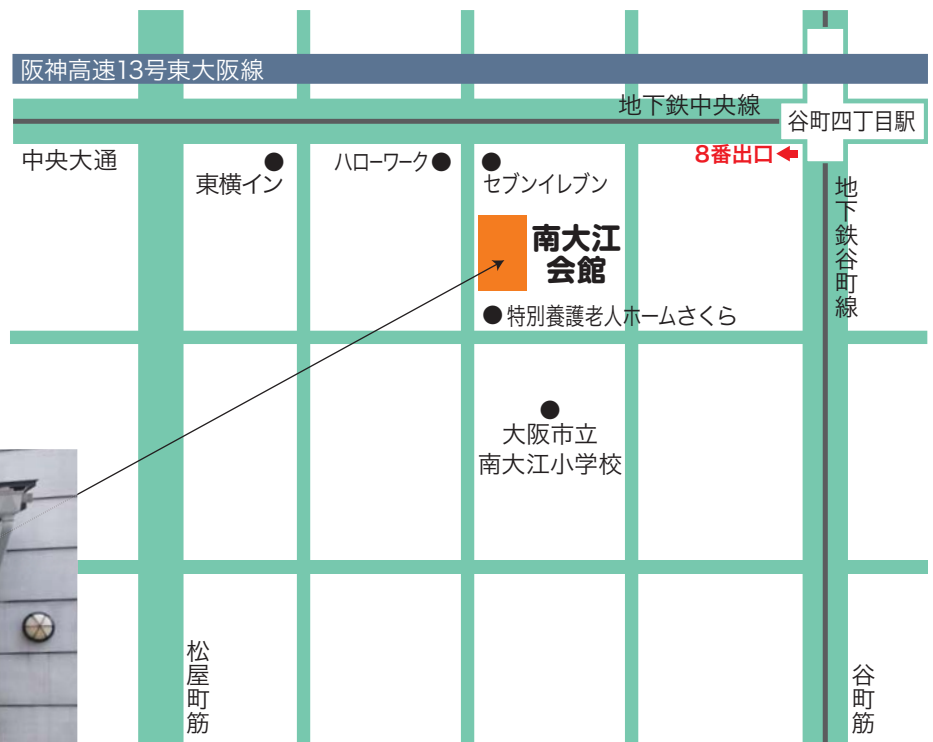 阪神高速13号東大阪線
地下鉄中央線
谷町四丁目駅
中央大通
8番出口
東横イン
ハローワーク
セブンイレブン
地下鉄谷町線
南大江
会館
特別養護老人ホームさくら
大阪市立
南大江小学校
松屋町筋
谷町筋